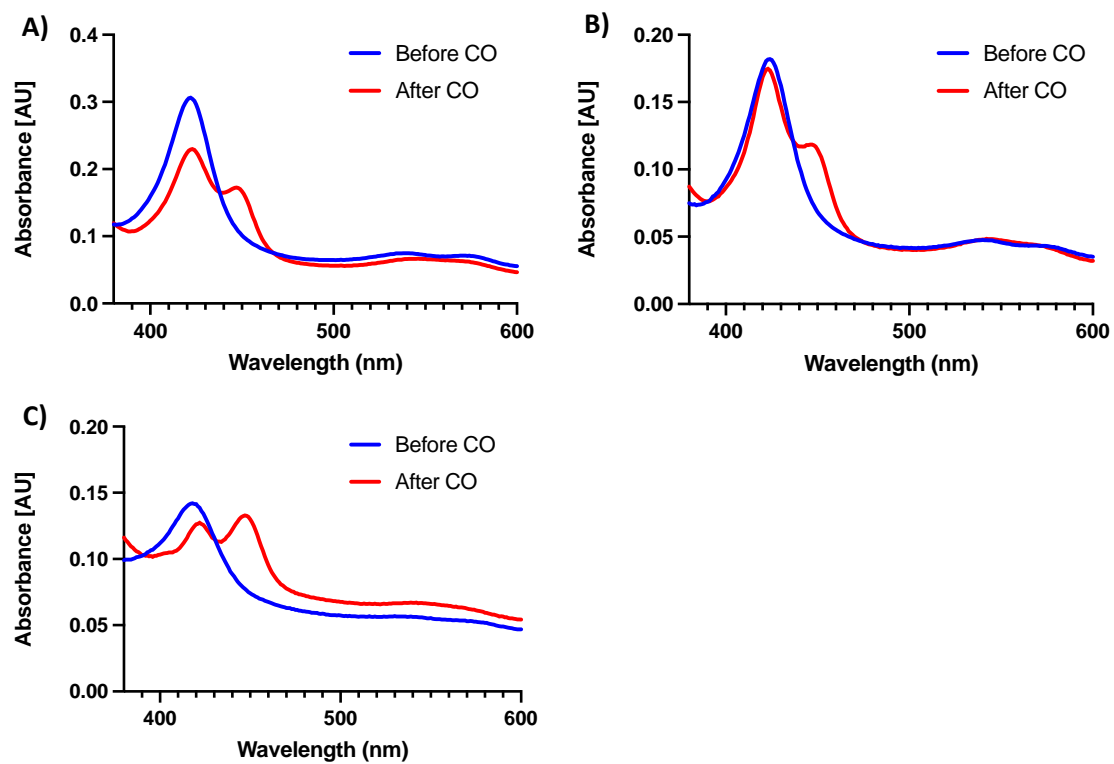 A)
Absorbance [AU]
0.4
0.3
0.2
0.1
0.0
Before CO
After CO
400
500
600
Wavelength (nm)
B)
Absorbance [AU]
0.20
0.15
0.10
0.05
0.00
Before CO
After CO
400
500
600
Wavelength (nm)
C)
Absorbance [AU]
0.20
0.15
0.10
0.05
0.00
Before CO
After CO
400
500
600
Wavelength (nm)